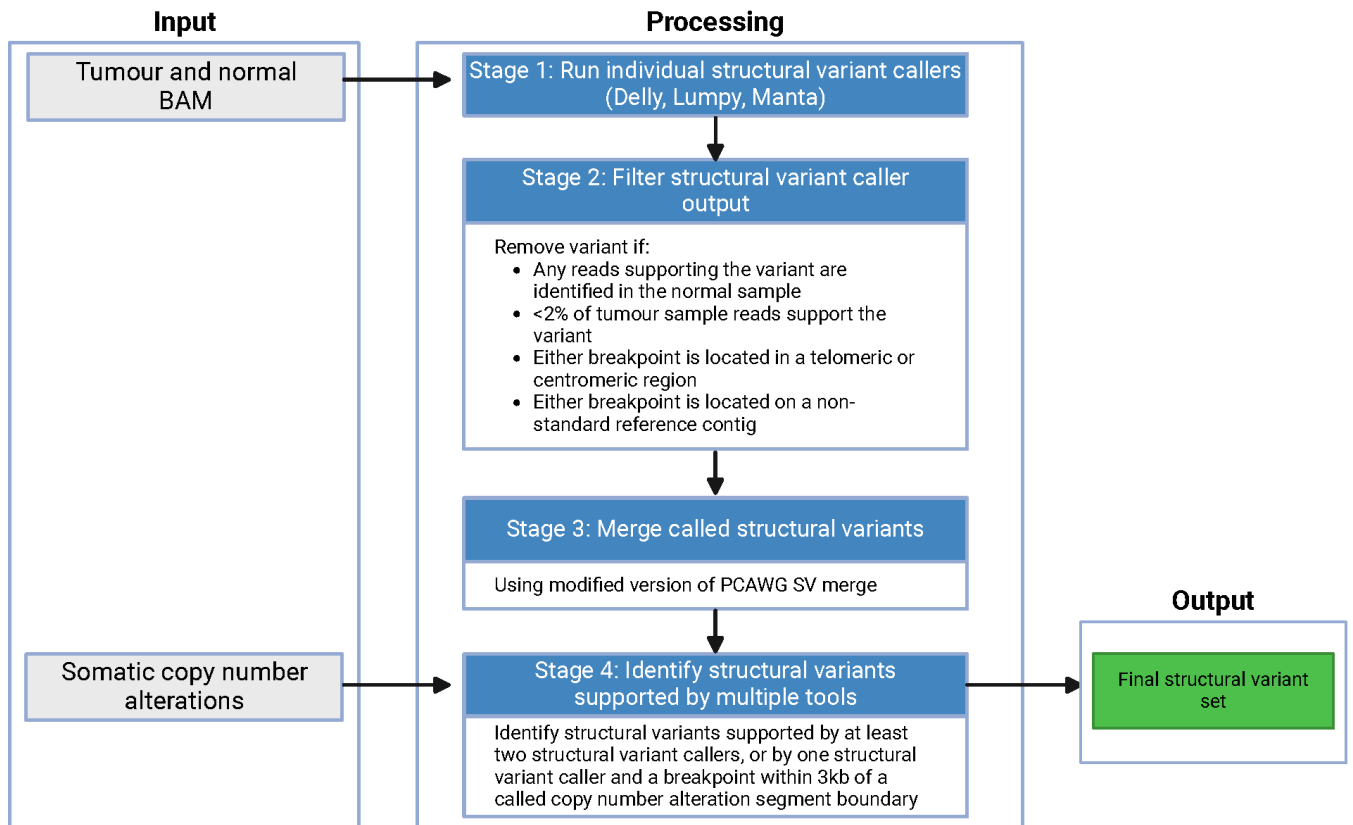 Input
Processing
Tumour and normal
BAM
Stage 1: Run individual structural variant callers
(Delly, Lumpy, Manta)
Stage 2: Filter structural variant caller
output
Remove variant if:
• Any reads supporting the variant are
identified in the normal sample
• <2% of tumour sample reads support the
variant
• Either breakpoint is located in a telomeric or
centromeric region
• Either breakpoint is located on a non-
standard reference contig
Stage 3: Merge called structural variants
Using modified version of PCAWG SV merge
Somatic copy number
alterations
Stage 4: Identify structural variants
supported by multiple tools
Identify structural variants supported by at least
two structural variant callers, or by one structural
variant caller and a breakpoint within 3kb of a
called copy number alteration segment boundary
Output
Final structural variant
set